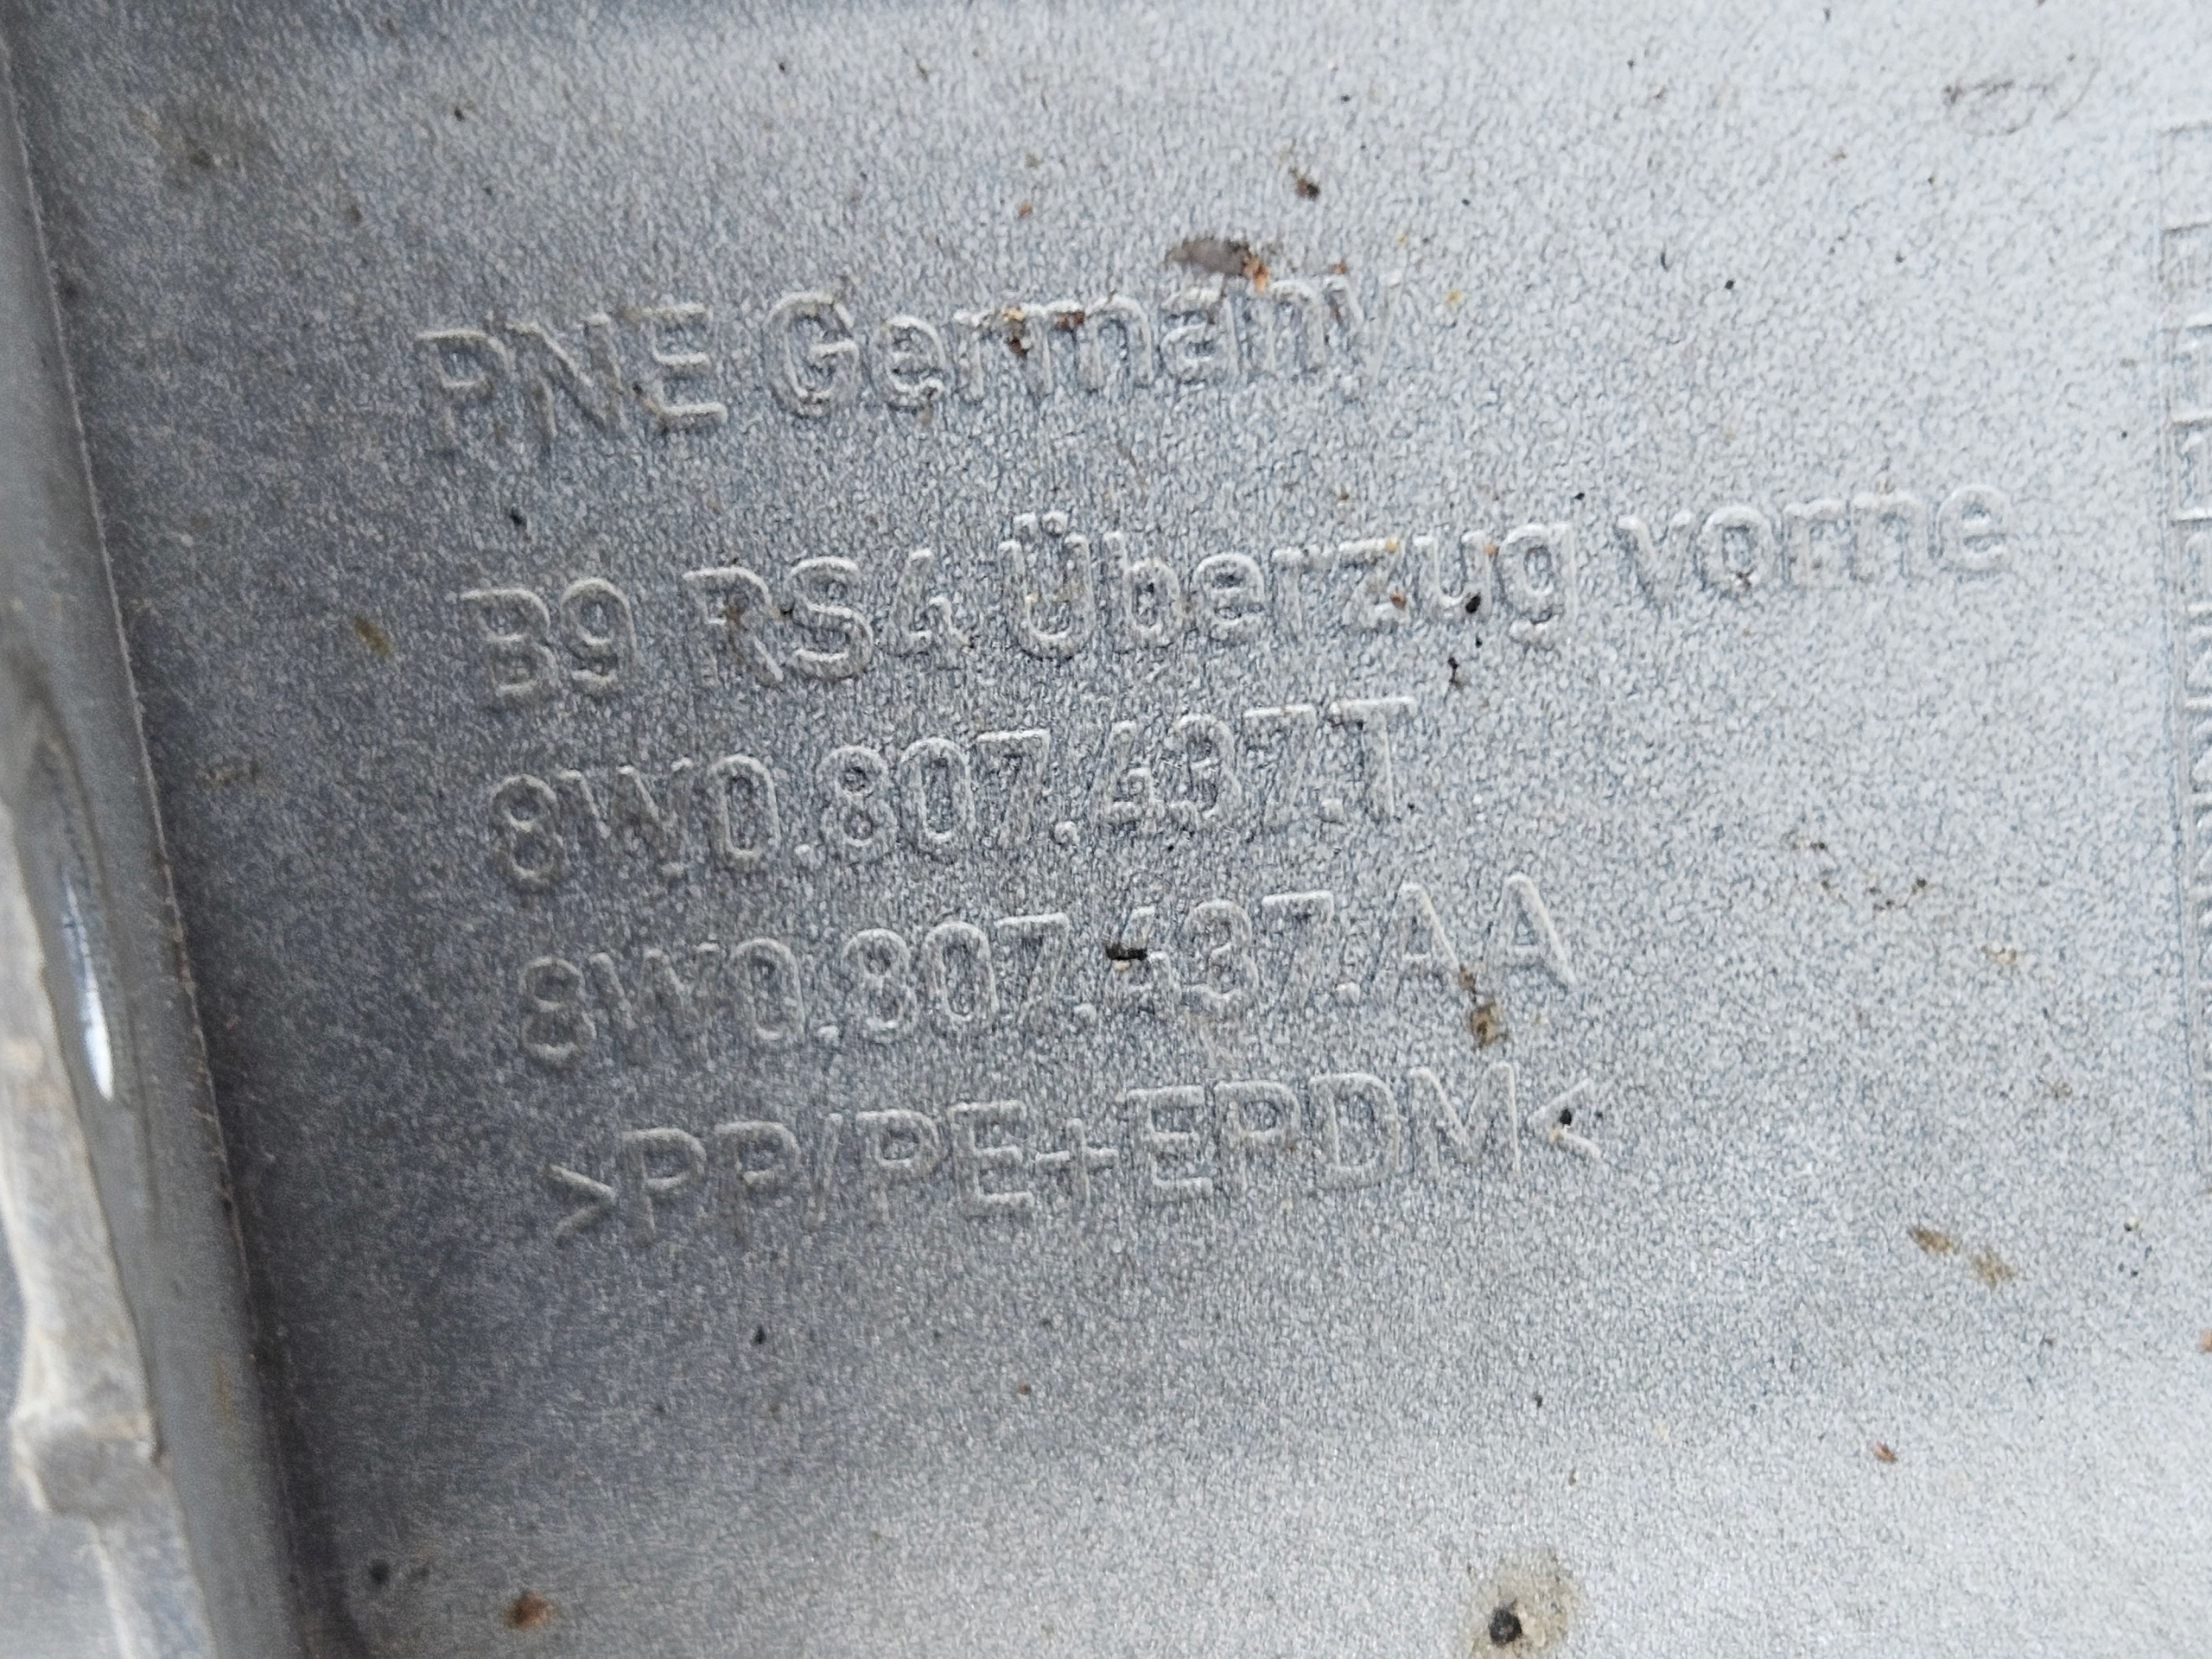 PNE Germany
B9 RS4 Überzug vorne
8W0.807.437.T
8W0.807.437.AA
>PP/PE+EPDM<